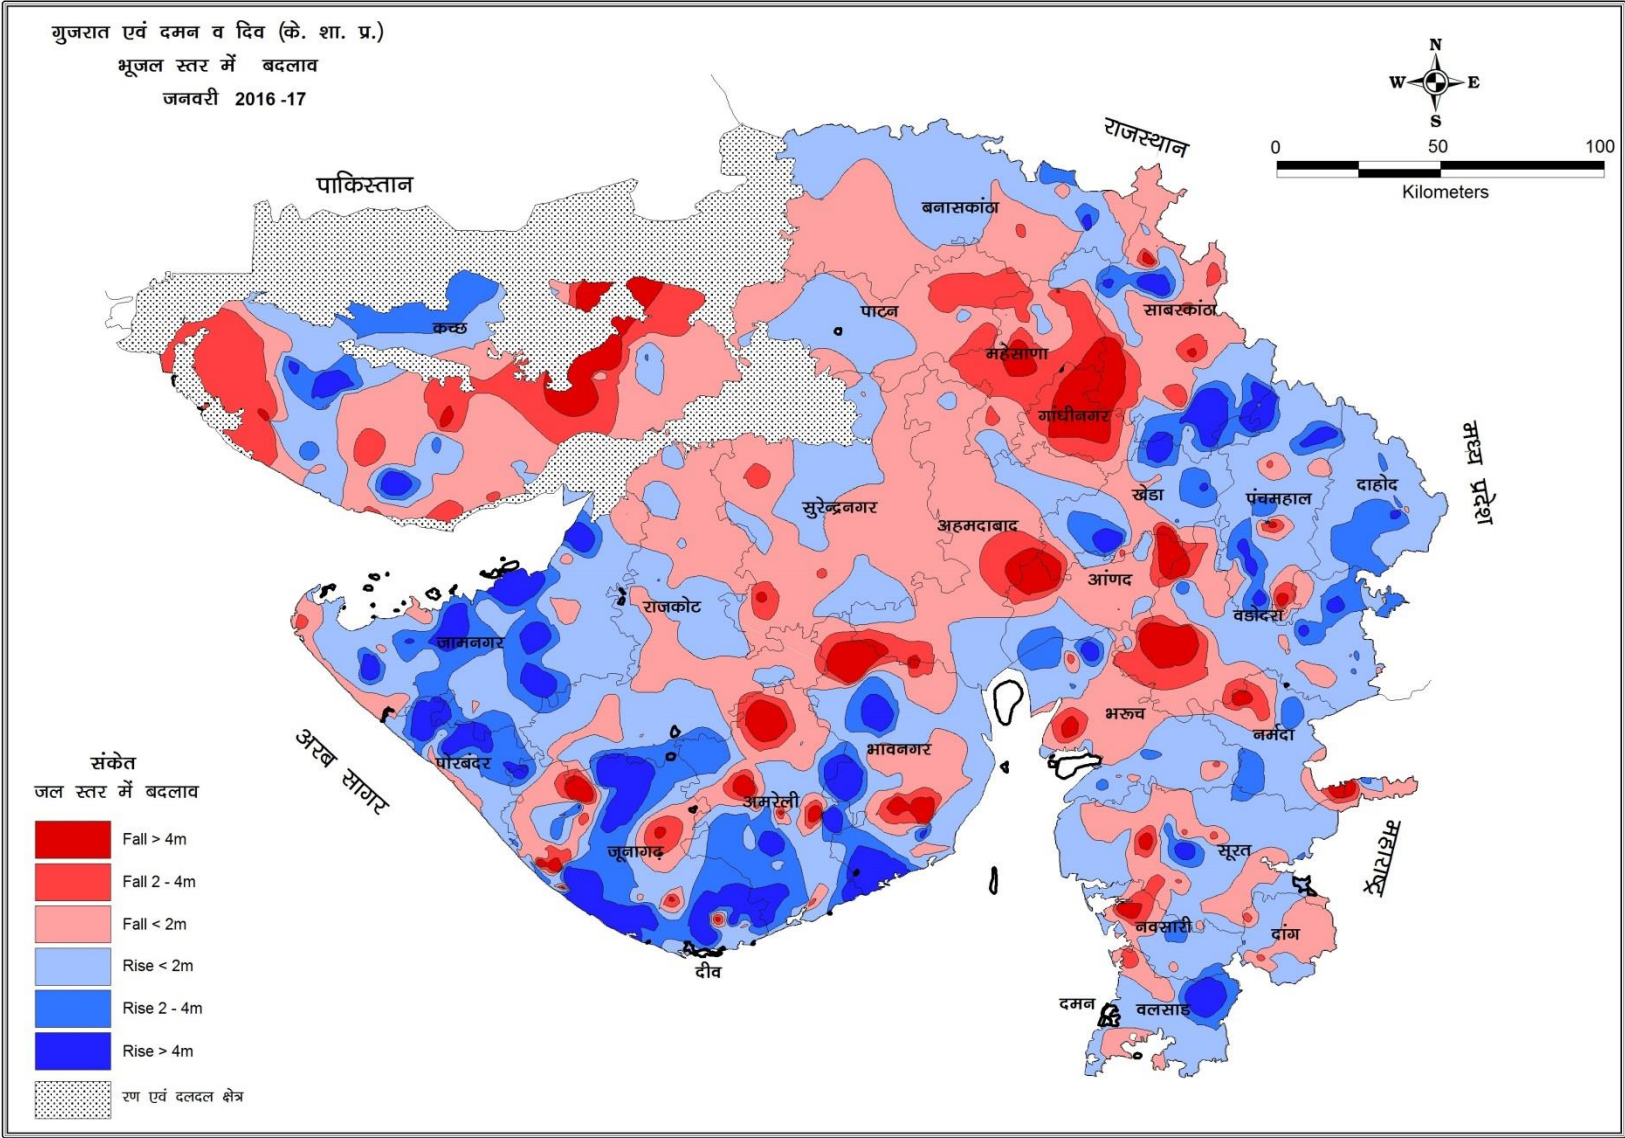 गुजरात एवं दमन व दिव (के. शा. प्र.)
भूजल स्तर में बदलाव
जनवरी 2016 -17
N
W E
S
0 50 100
Kilometers
राजस्थान
पाकिस्तान
बनासकांठा
पाटन
साबरकांठा
कच्छ
महेसाणा
गांधीनगर
मध्य प्रदेश
खेडा
पंचमहाल
दाहोद
सुरेन्द्रनगर
अहमदाबाद
आंणद
राजकोट
वडोदरा
जामनगर
भरूच
नर्मदा
भावनगर
पोरबंदर
अरब सागर
अमरेली
जूनागढ़
सूरत
महाराष्ट्र
नवसारी
दांग
दीव
दमन
वलसाड
संकेत
जल स्तर में बदलाव
Fall > 4m
Fall 2 - 4m
Fall < 2m
Rise < 2m
Rise 2 - 4m
Rise > 4m
रण एवं दलदल क्षेत्र